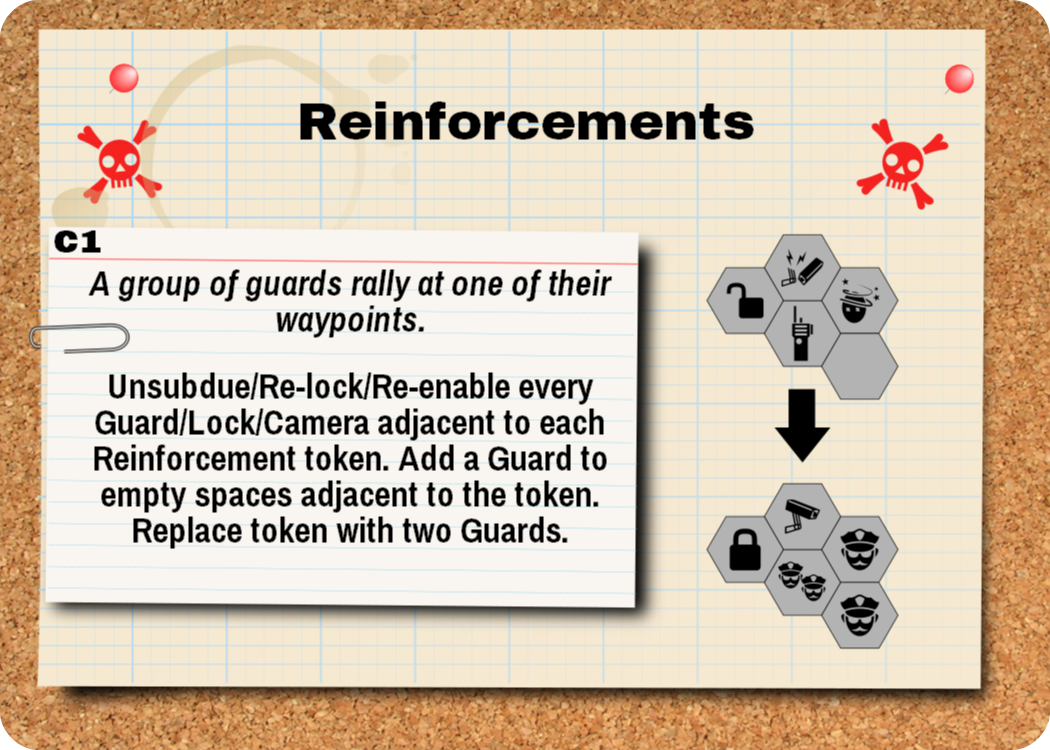 Reinforcements
C1
A group of guards rally at one of their
waypoints.
Unsubdue/Re-lock/Re-enable every
Guard/Lock/Camera adjacent to each
Reinforcement token. Add a Guard to
empty spaces adjacent to the token.
Replace token with two Guards.